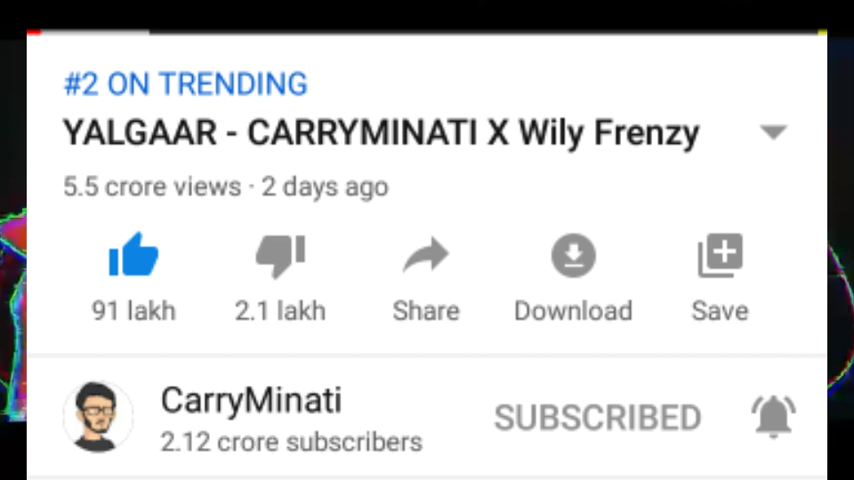 #2 ON TRENDING
YALGAAR - CARRYMINATI X Wily Frenzy
5.5 crore views · 2 days ago
91 lakh 2.1 lakh Share Download Save
CarryMinati SUBSCRIBED
2.12 crore subscribers